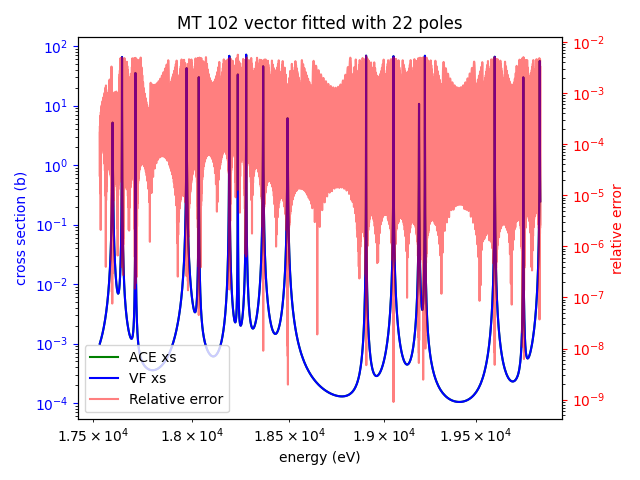 MT 102 vector fitted with 22 poles
10²
10¹
10⁰
10⁻¹
10⁻²
10⁻³
10⁻⁴
cross section (b)
10⁻²
10⁻³
10⁻⁴
10⁻⁵
10⁻⁶
10⁻⁷
10⁻⁸
10⁻⁹
relative error
ACE xs
VF xs
Relative error
1.75 × 10⁴ 1.8 × 10⁴ 1.85 × 10⁴ 1.9 × 10⁴ 1.95 × 10⁴
energy (eV)